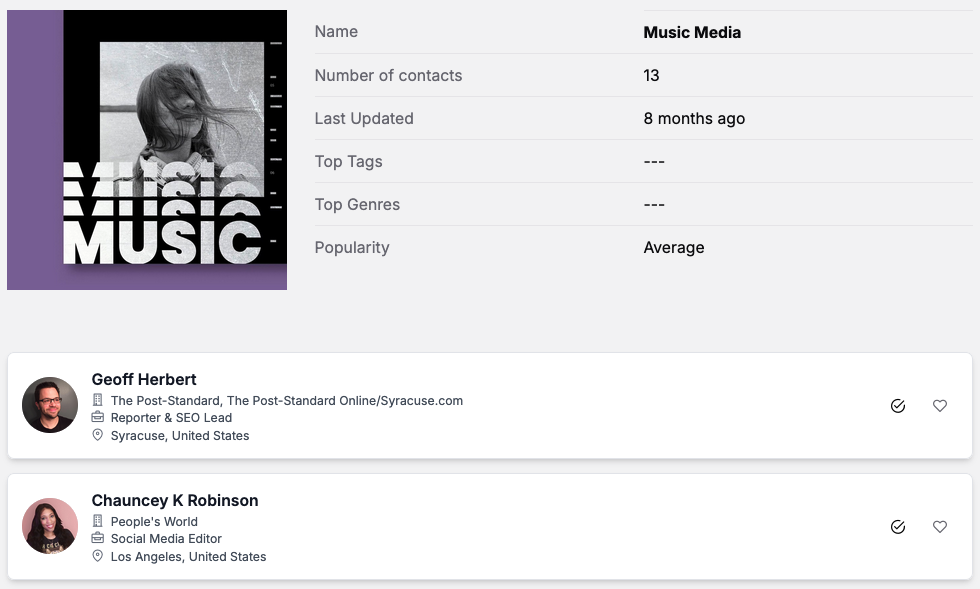 MUSIC
MUSIC
MUSIC
MUSIC
Name Music Media
Number of contacts 13
Last Updated 8 months ago
Top Tags ---
Top Genres ---
Popularity Average
Geoff Herbert
The Post-Standard, The Post-Standard Online/Syracuse.com
Reporter & SEO Lead
Syracuse, United States
Chauncey K Robinson
People's World
Social Media Editor
Los Angeles, United States